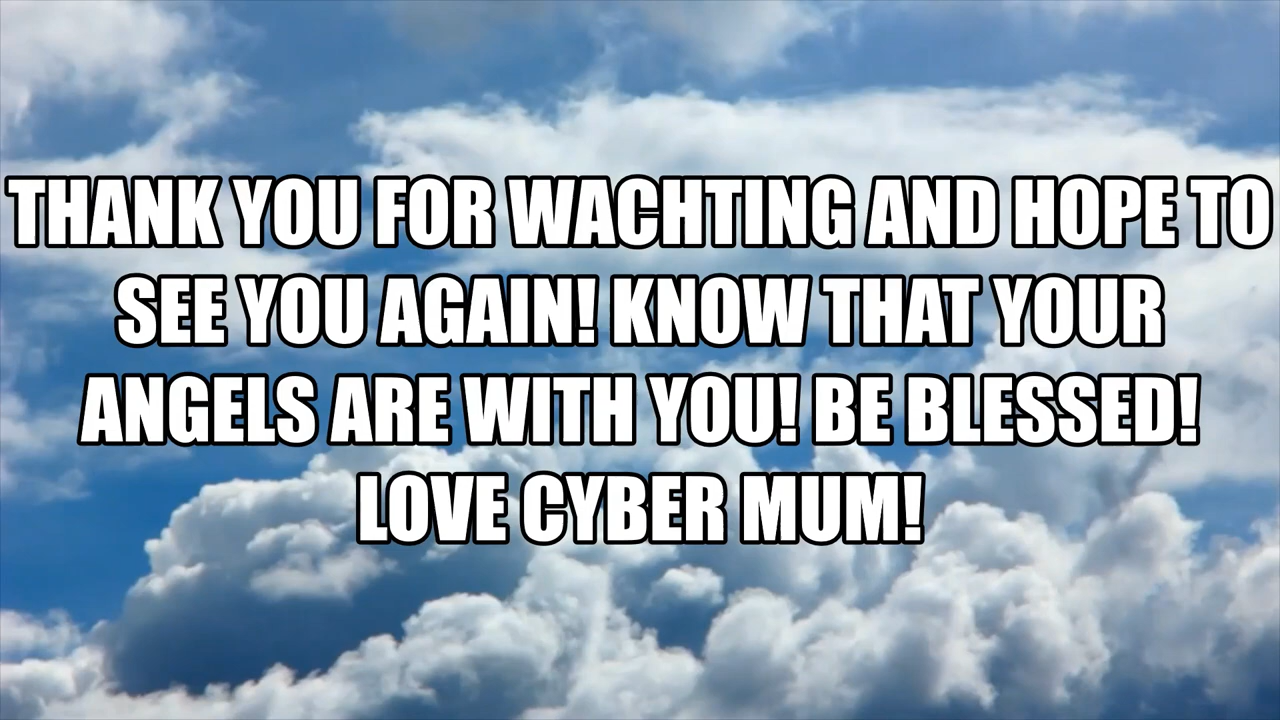 THANK YOU FOR WACHTING AND HOPE TO
SEE YOU AGAIN! KNOW THAT YOUR
ANGELS ARE WITH YOU! BE BLESSED!
LOVE CYBER MUM!